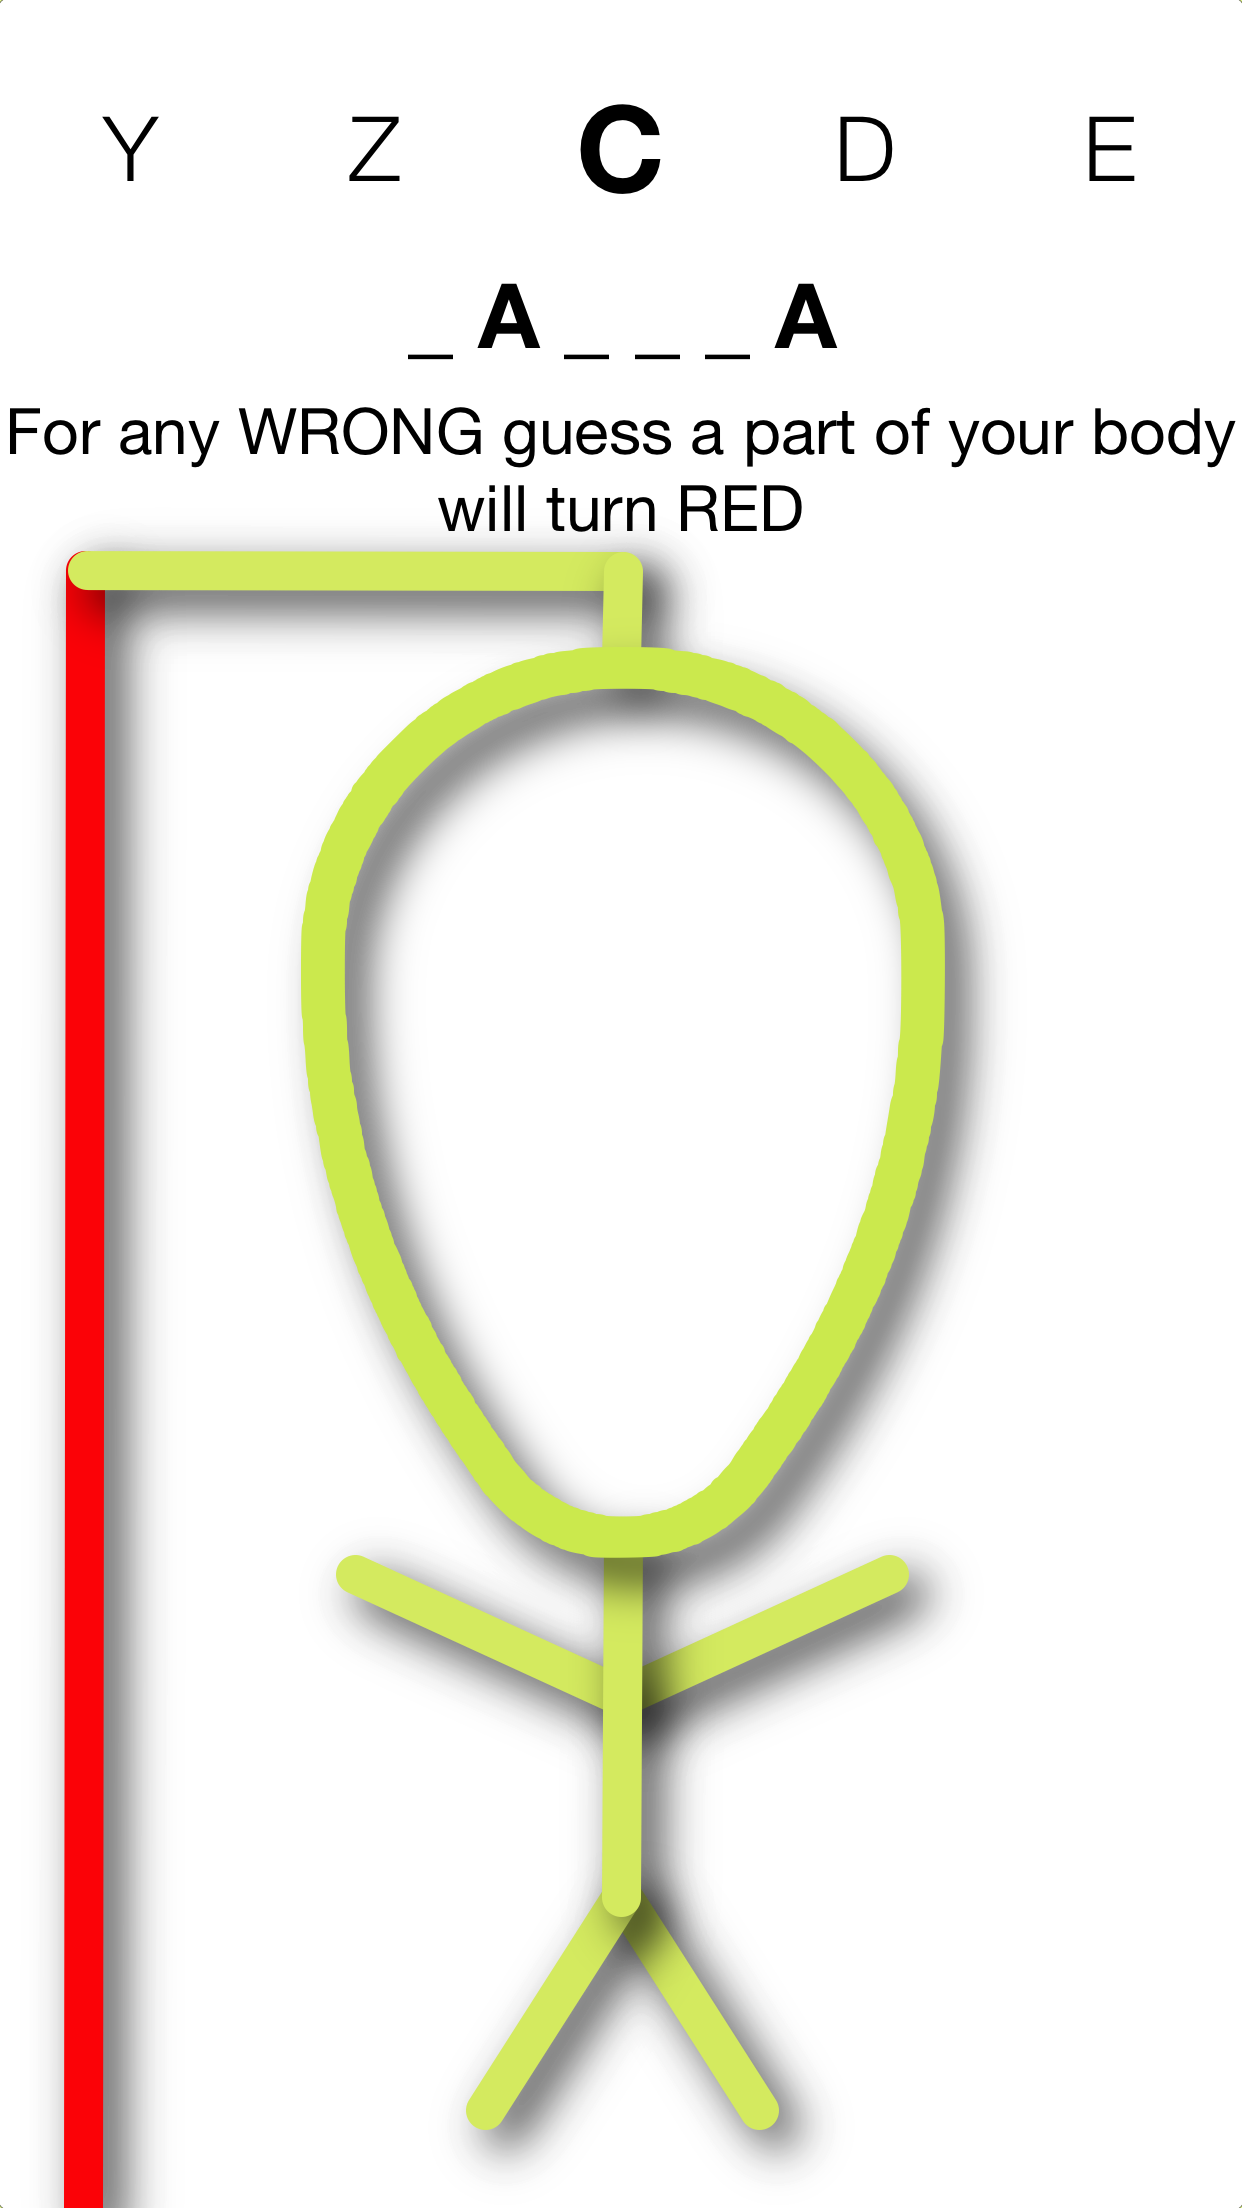 Y Z C D E
_ A _ _ _ A
For any WRONG guess a part of your body
will turn RED